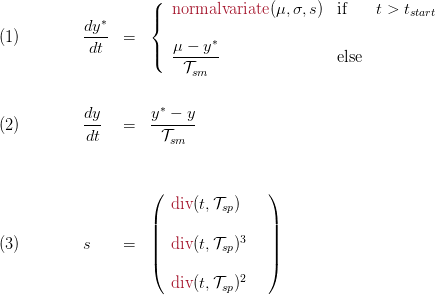 (1) dy*/dt = { normalvariate(μ, σ, s) if t > t_start
(μ − y*)/𝒯_sm else
(2) dy/dt = (y* − y)/𝒯_sm
(3) s = ( div(t, 𝒯_sp)
div(t, 𝒯_sp)³
div(t, 𝒯_sp)² )